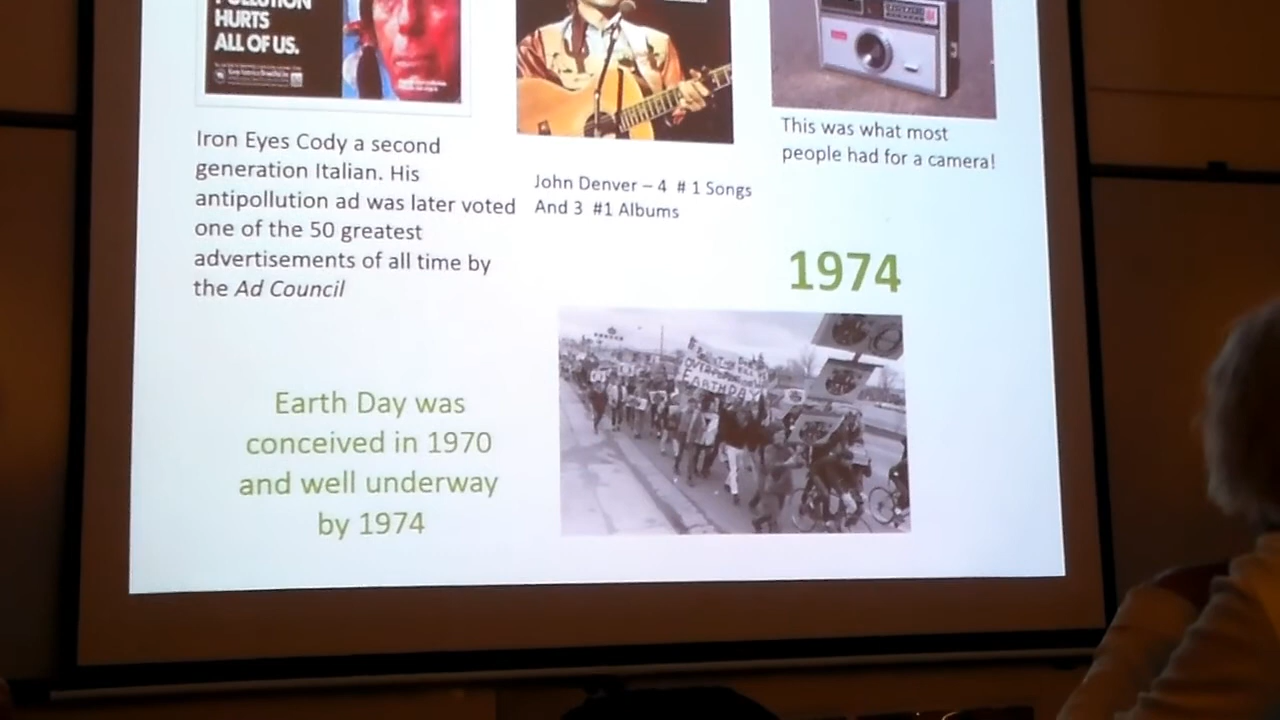 POLLUTION
HURTS
ALL OF US.
Iron Eyes Cody a second
generation Italian. His
antipollution ad was later voted
one of the 50 greatest
advertisements of all time by
the Ad Council
John Denver – 4 # 1 Songs
And 3 #1 Albums
This was what most
people had for a camera!
1974
EARTH DAY
Earth Day was
conceived in 1970
and well underway
by 1974